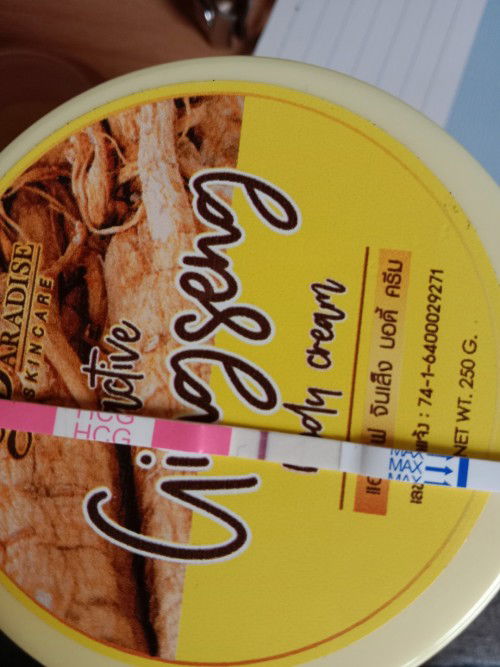 PARADISE
SKINCARE
Active
Ginseng
body cream
จินเส็ง บอดี้ ครีม
: 74-1-6400029271
NET WT. 250 G.
HCG
HCG
MAX
MAX
MAX